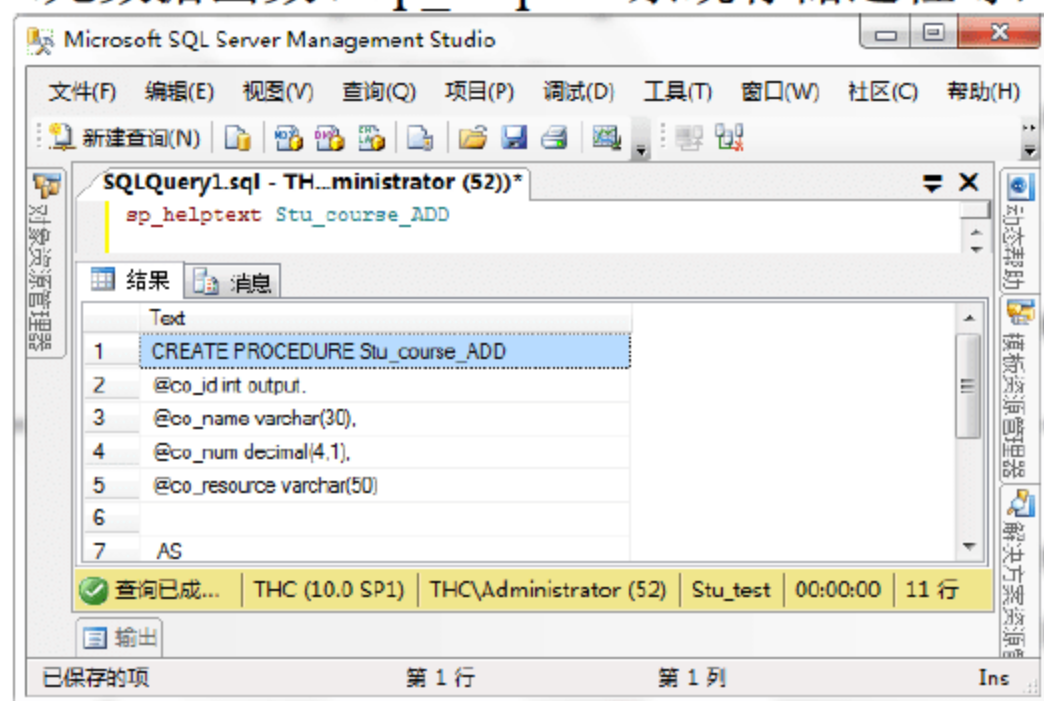 Microsoft SQL Server Management Studio
文件(F) 编辑(E) 视图(V) 查询(Q) 项目(P) 调试(D) 工具(T) 窗口(W) 社区(C) 帮助(H)
新建查询(N)
SQLQuery1.sql - TH...ministrator (52))*
sp_helptext Stu_course_ADD
对象资源管理器
结果 消息
Text
1 CREATE PROCEDURE Stu_course_ADD
2 @co_id int output,
3 @co_name varchar(30),
4 @co_num decimal(4,1),
5 @co_resource varchar(50)
6
7 AS
查询已成... THC (10.0 SP1) THC\Administrator (52) Stu_test 00:00:00 11 行
输出
已保存的项 第 1 行 第 1 列 Ins
动态帮助
模板资源管理器
解决方案资源